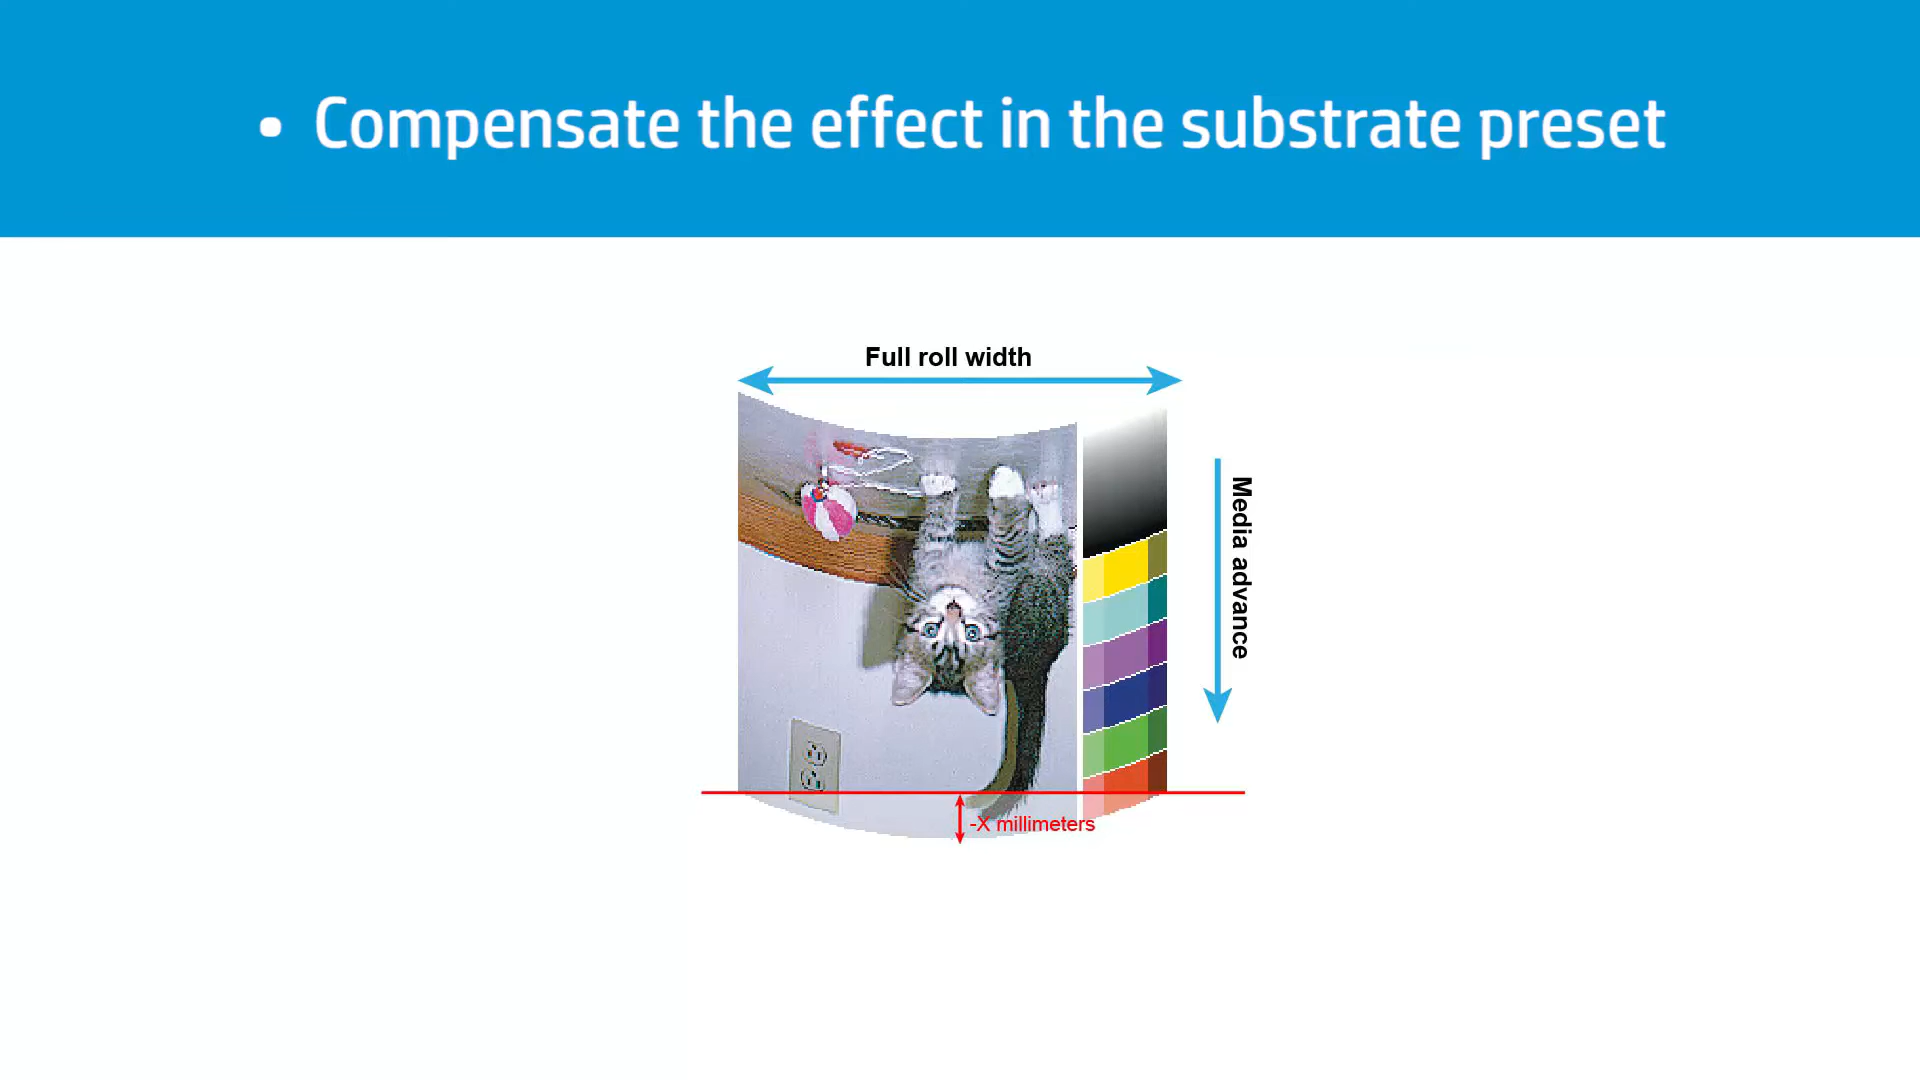 • Compensate the effect in the substrate preset
Full roll width
Media advance
-X millimeters